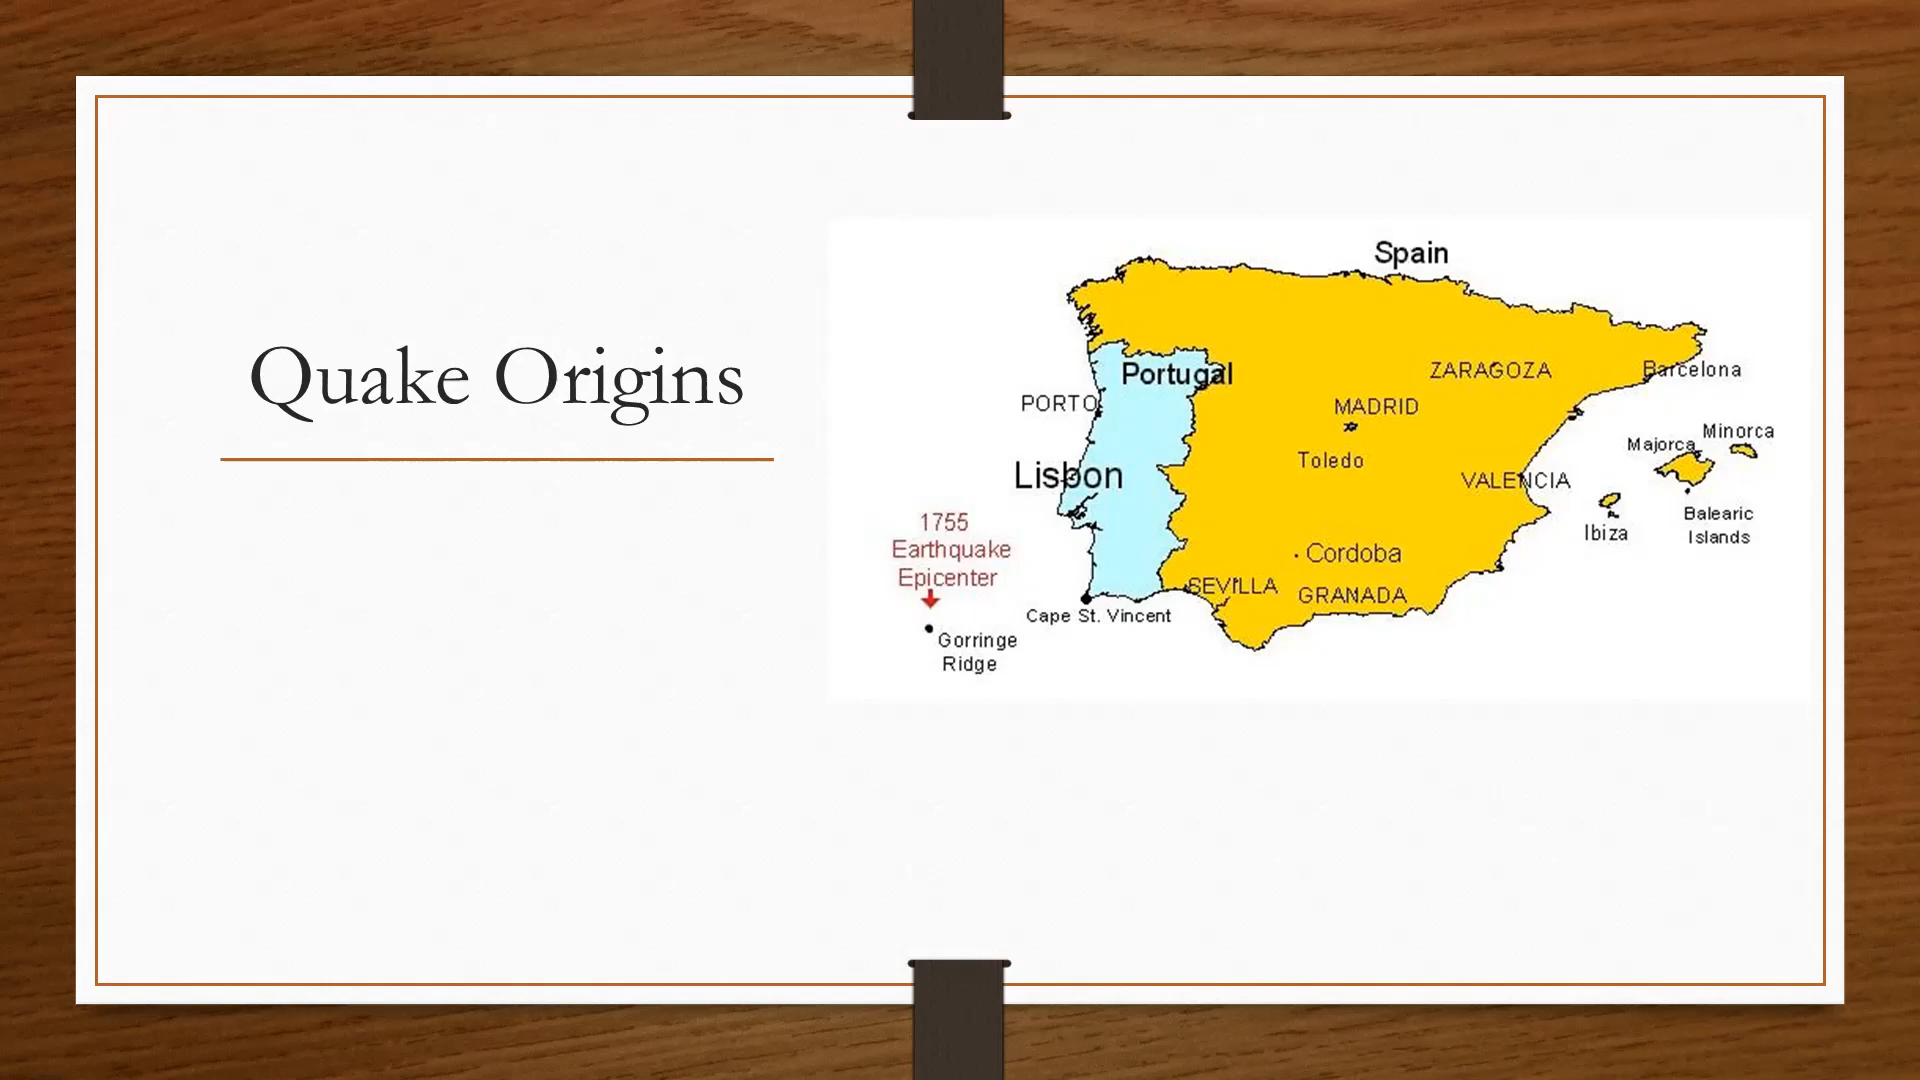 Quake Origins
Spain
Portugal
ZARAGOZA
Barcelona
PORTO
MADRID
Minorca
Majorca
Toledo
Lisbon
VALENCIA
1755
Earthquake
Epicenter
Balearic
Islands
Ibiza
Cordoba
SEVILLA
GRANADA
Cape St. Vincent
Gorringe
Ridge